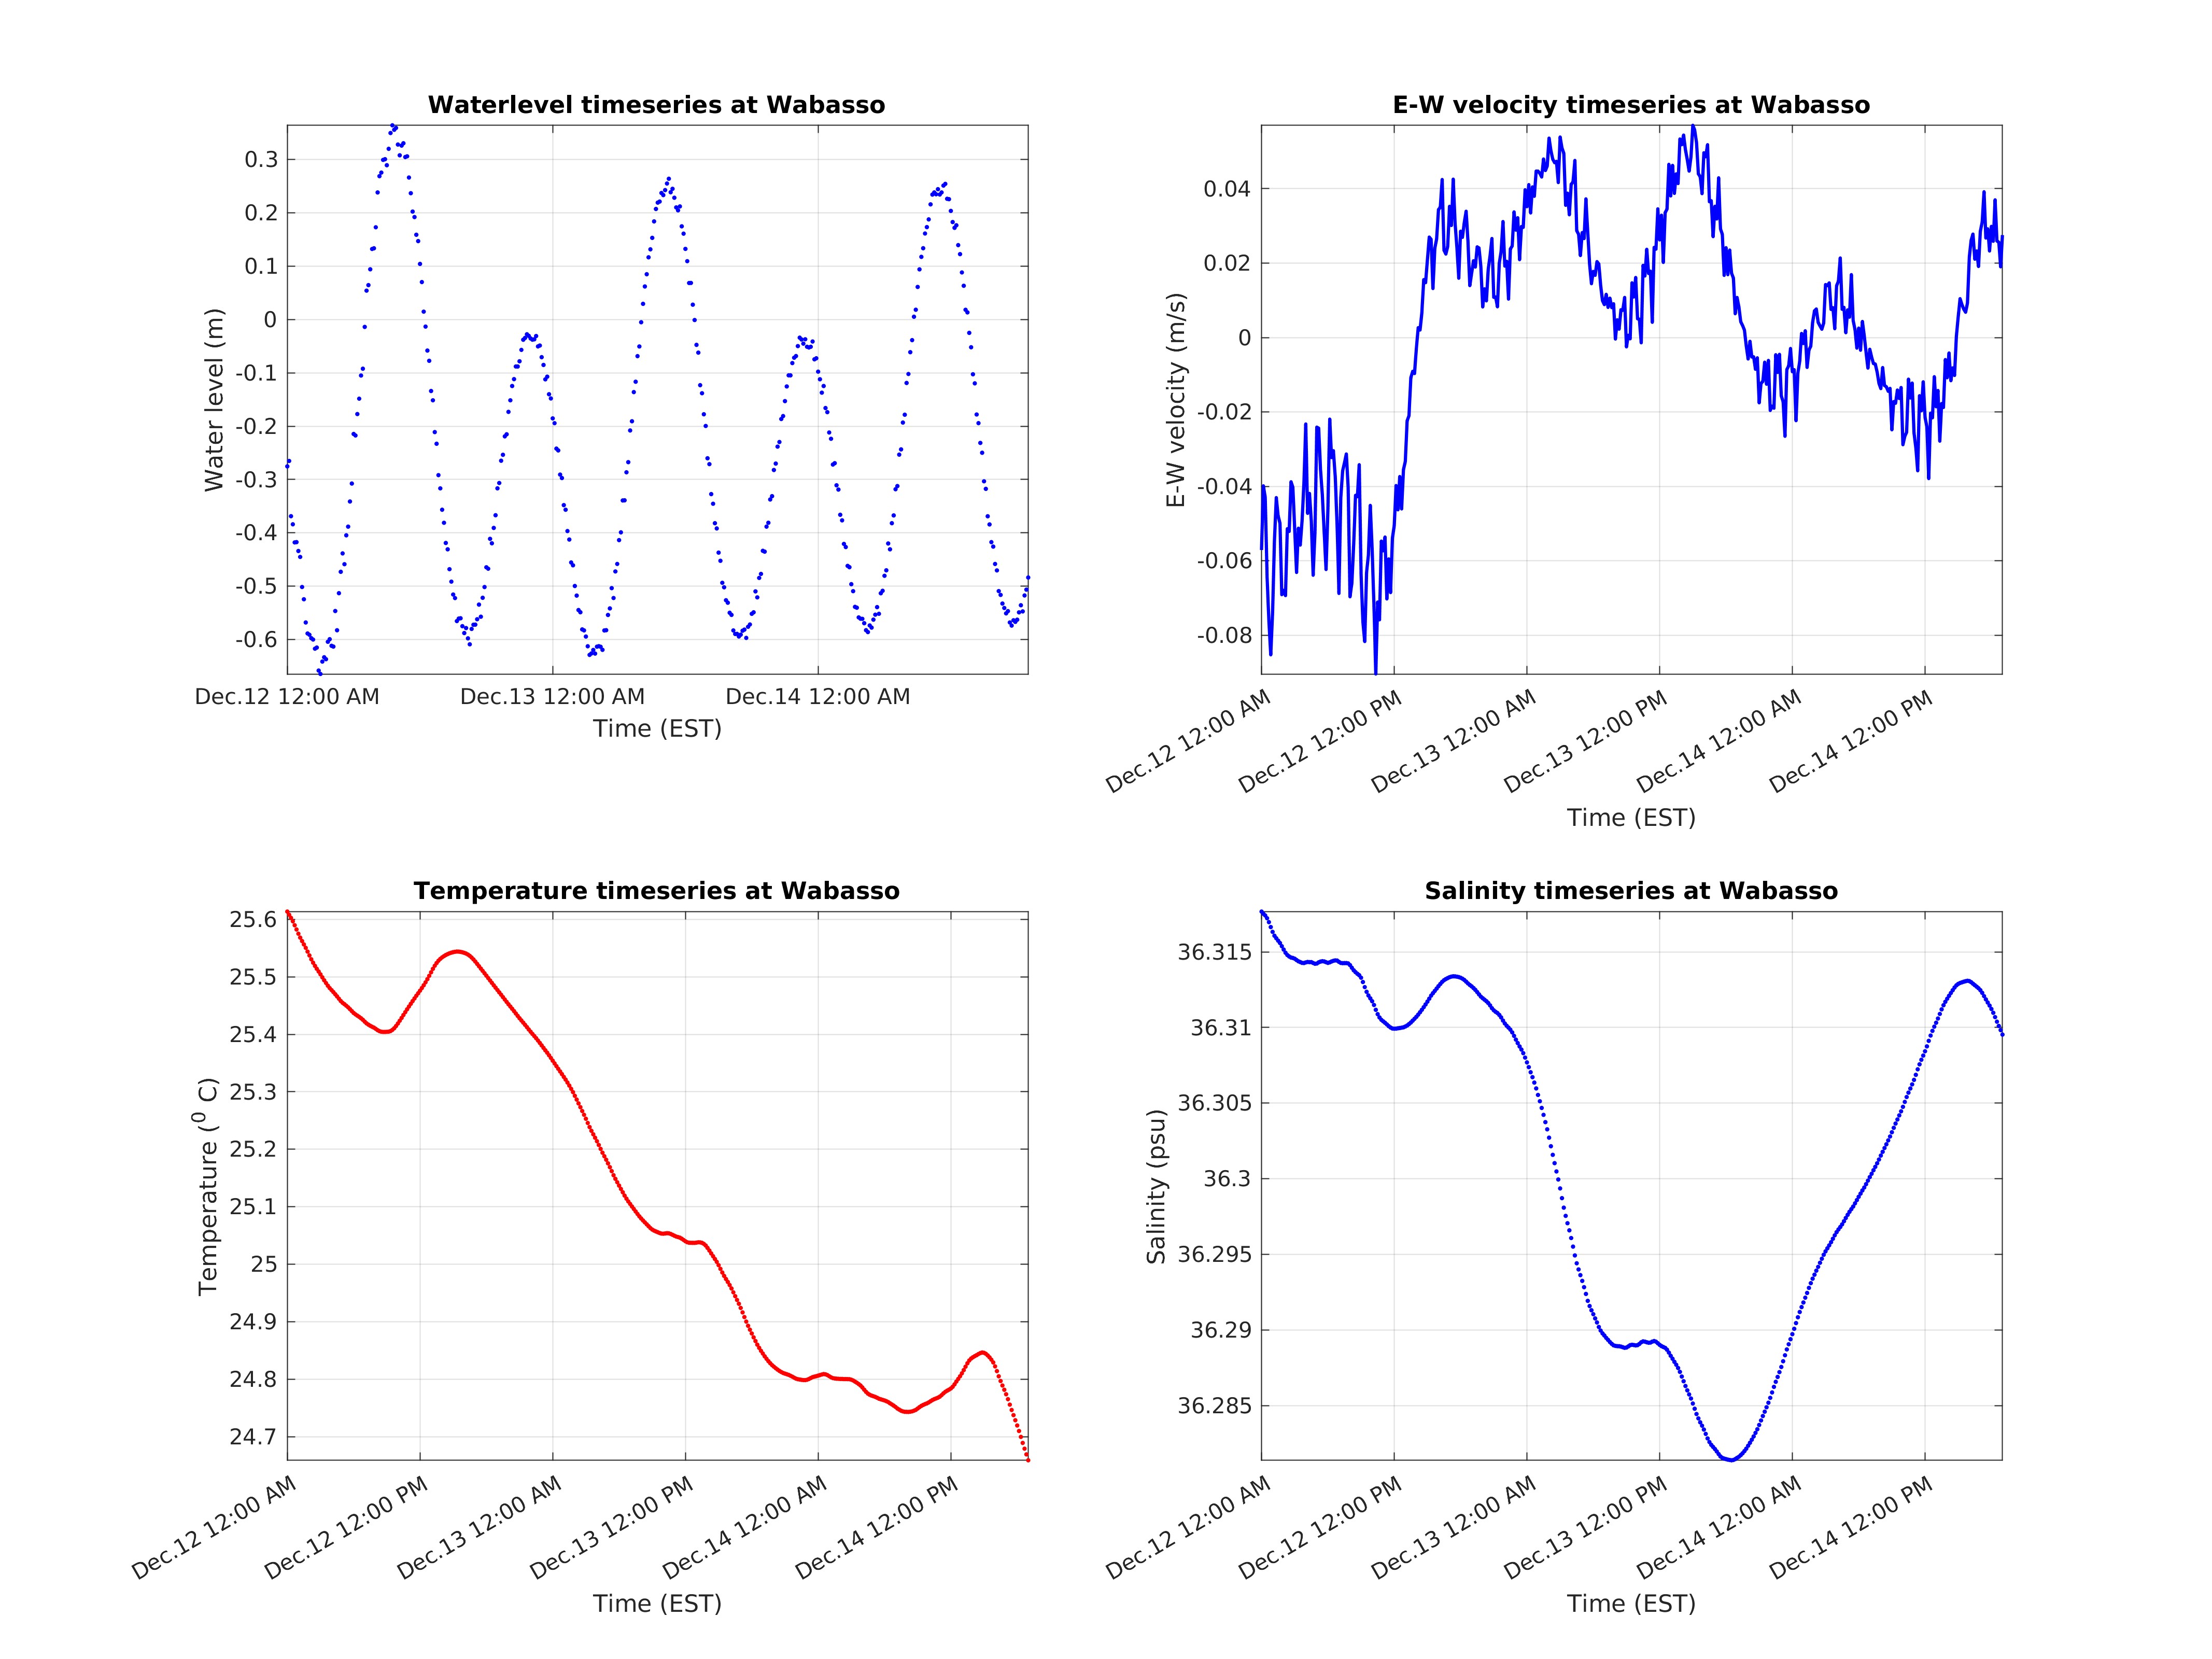 Waterlevel timeseries at Wabasso
0.3
0.2
0.1
0
-0.1
-0.2
-0.3
-0.4
-0.5
-0.6
Water level (m)
Dec.12 12:00 AM Dec.13 12:00 AM Dec.14 12:00 AM
Time (EST)
E-W velocity timeseries at Wabasso
0.04
0.02
0
-0.02
-0.04
-0.06
-0.08
E-W velocity (m/s)
Dec.12 12:00 AM
Dec.12 12:00 PM
Dec.13 12:00 AM
Dec.13 12:00 PM
Dec.14 12:00 AM
Dec.14 12:00 PM
Time (EST)
Temperature timeseries at Wabasso
25.6
25.5
25.4
25.3
25.2
25.1
25
24.9
24.8
24.7
Temperature (⁰ C)
Dec.12 12:00 AM
Dec.12 12:00 PM
Dec.13 12:00 AM
Dec.13 12:00 PM
Dec.14 12:00 AM
Dec.14 12:00 PM
Time (EST)
Salinity timeseries at Wabasso
36.315
36.31
36.305
36.3
36.295
36.29
36.285
Salinity (psu)
Dec.12 12:00 AM
Dec.12 12:00 PM
Dec.13 12:00 AM
Dec.13 12:00 PM
Dec.14 12:00 AM
Dec.14 12:00 PM
Time (EST)